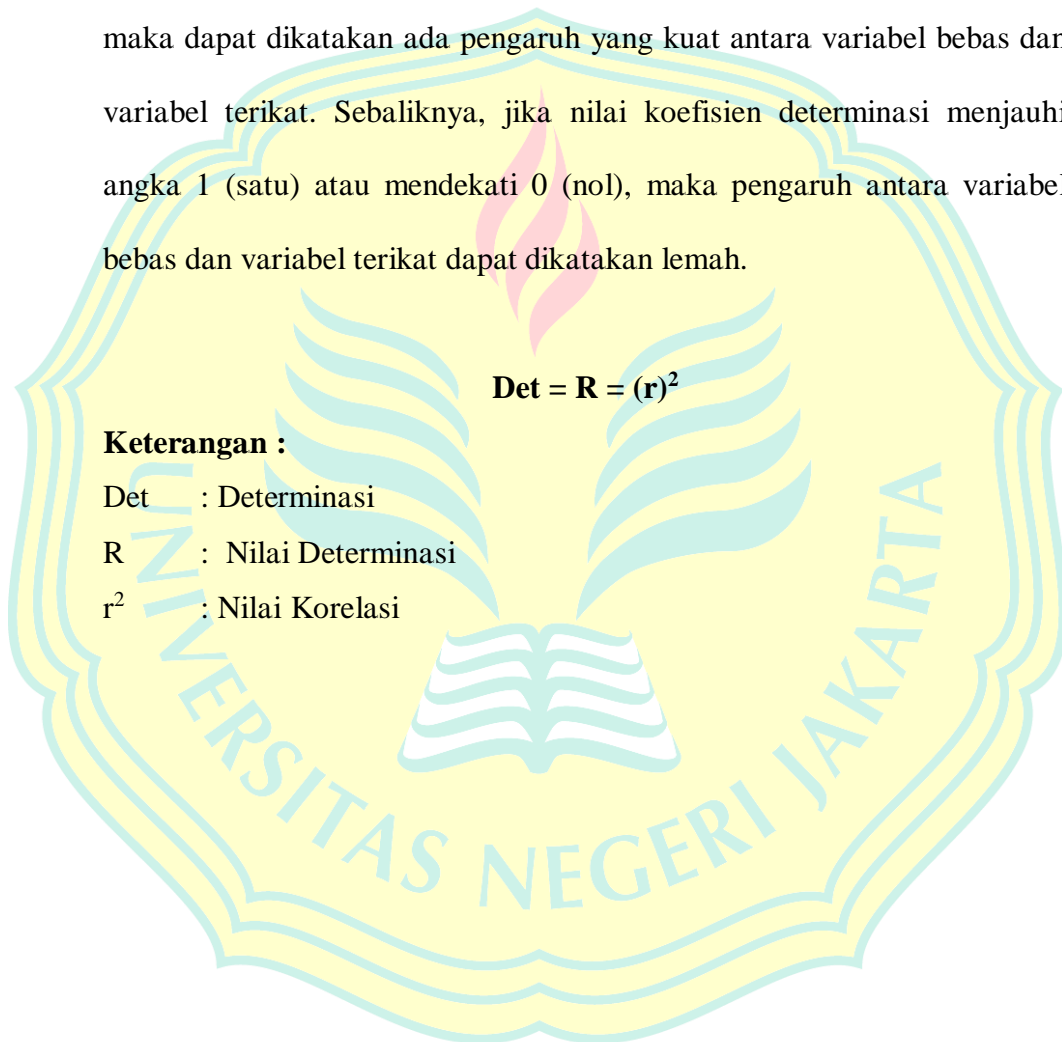 maka dapat dikatakan ada pengaruh yang kuat antara variabel bebas dan
variabel terikat. Sebaliknya, jika nilai koefisien determinasi menjauhi
angka 1 (satu) atau mendekati 0 (nol), maka pengaruh antara variabel
bebas dan variabel terikat dapat dikatakan lemah.
Det = R = (r)²
Keterangan :
Det : Determinasi
R : Nilai Determinasi
r² : Nilai Korelasi
UNIVERSITAS NEGERI JAKARTA